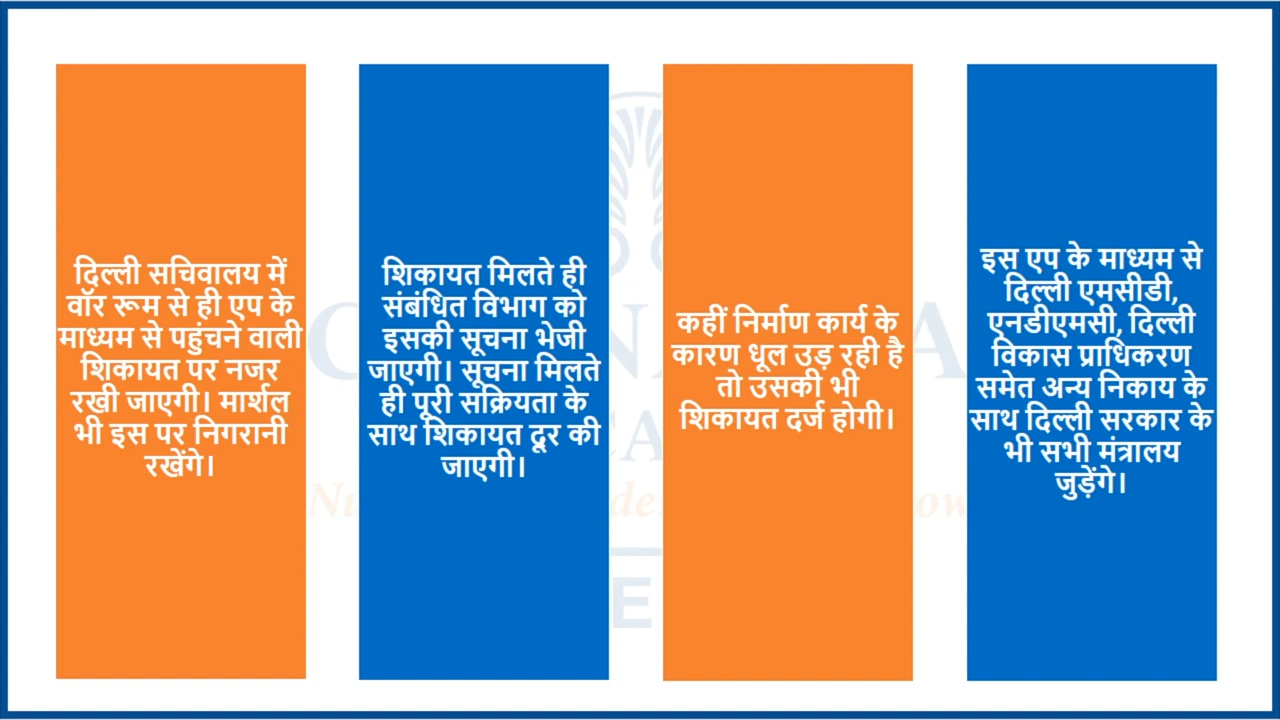 दिल्ली सचिवालय में
वॉर रूम से ही एप के
माध्यम से पहुंचने वाली
शिकायत पर नजर
रखी जाएगी। मार्शल
भी इस पर निगरानी
रखेंगे।
शिकायत मिलते ही
संबंधित विभाग को
इसकी सूचना भेजी
जाएगी। सूचना मिलते
ही पूरी सक्रियता के
साथ शिकायत दूर की
जाएगी।
कहीं निर्माण कार्य के
कारण धूल उड़ रही है
तो उसकी भी
शिकायत दर्ज होगी।
इस एप के माध्यम से
दिल्ली एमसीडी,
एनडीएमसी, दिल्ली
विकास प्राधिकरण
समेत अन्य निकाय के
साथ दिल्ली सरकार के
भी सभी मंत्रालय
जुड़ेंगे।